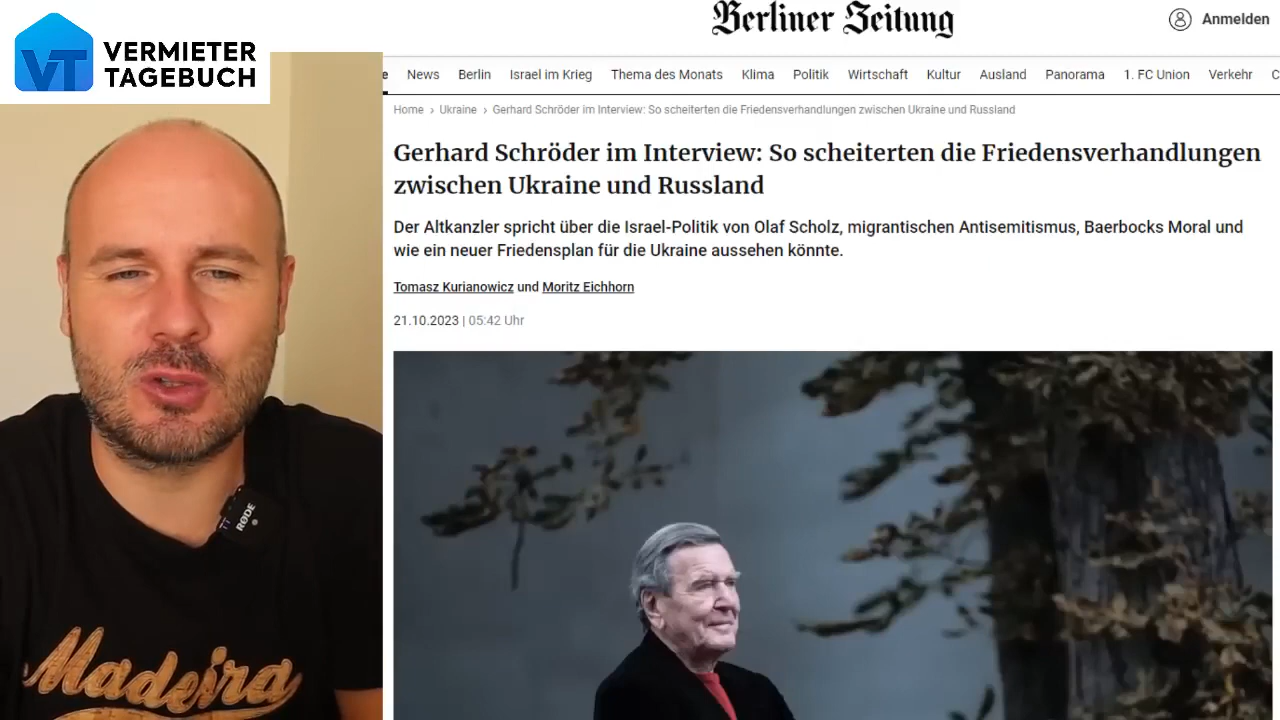 VT VERMIETER
TAGEBUCH
RØDE
Madeira
Berliner Zeitung
Anmelden
News Berlin Israel im Krieg Thema des Monats Klima Politik Wirtschaft Kultur Ausland Panorama 1. FC Union Verkehr
Home › Ukraine › Gerhard Schröder im Interview: So scheiterten die Friedensverhandlungen zwischen Ukraine und Russland
Gerhard Schröder im Interview: So scheiterten die Friedensverhandlungen
zwischen Ukraine und Russland
Der Altkanzler spricht über die Israel-Politik von Olaf Scholz, migrantischen Antisemitismus, Baerbocks Moral und
wie ein neuer Friedensplan für die Ukraine aussehen könnte.
Tomasz Kurianowicz und Moritz Eichhorn
21.10.2023 | 05:42 Uhr